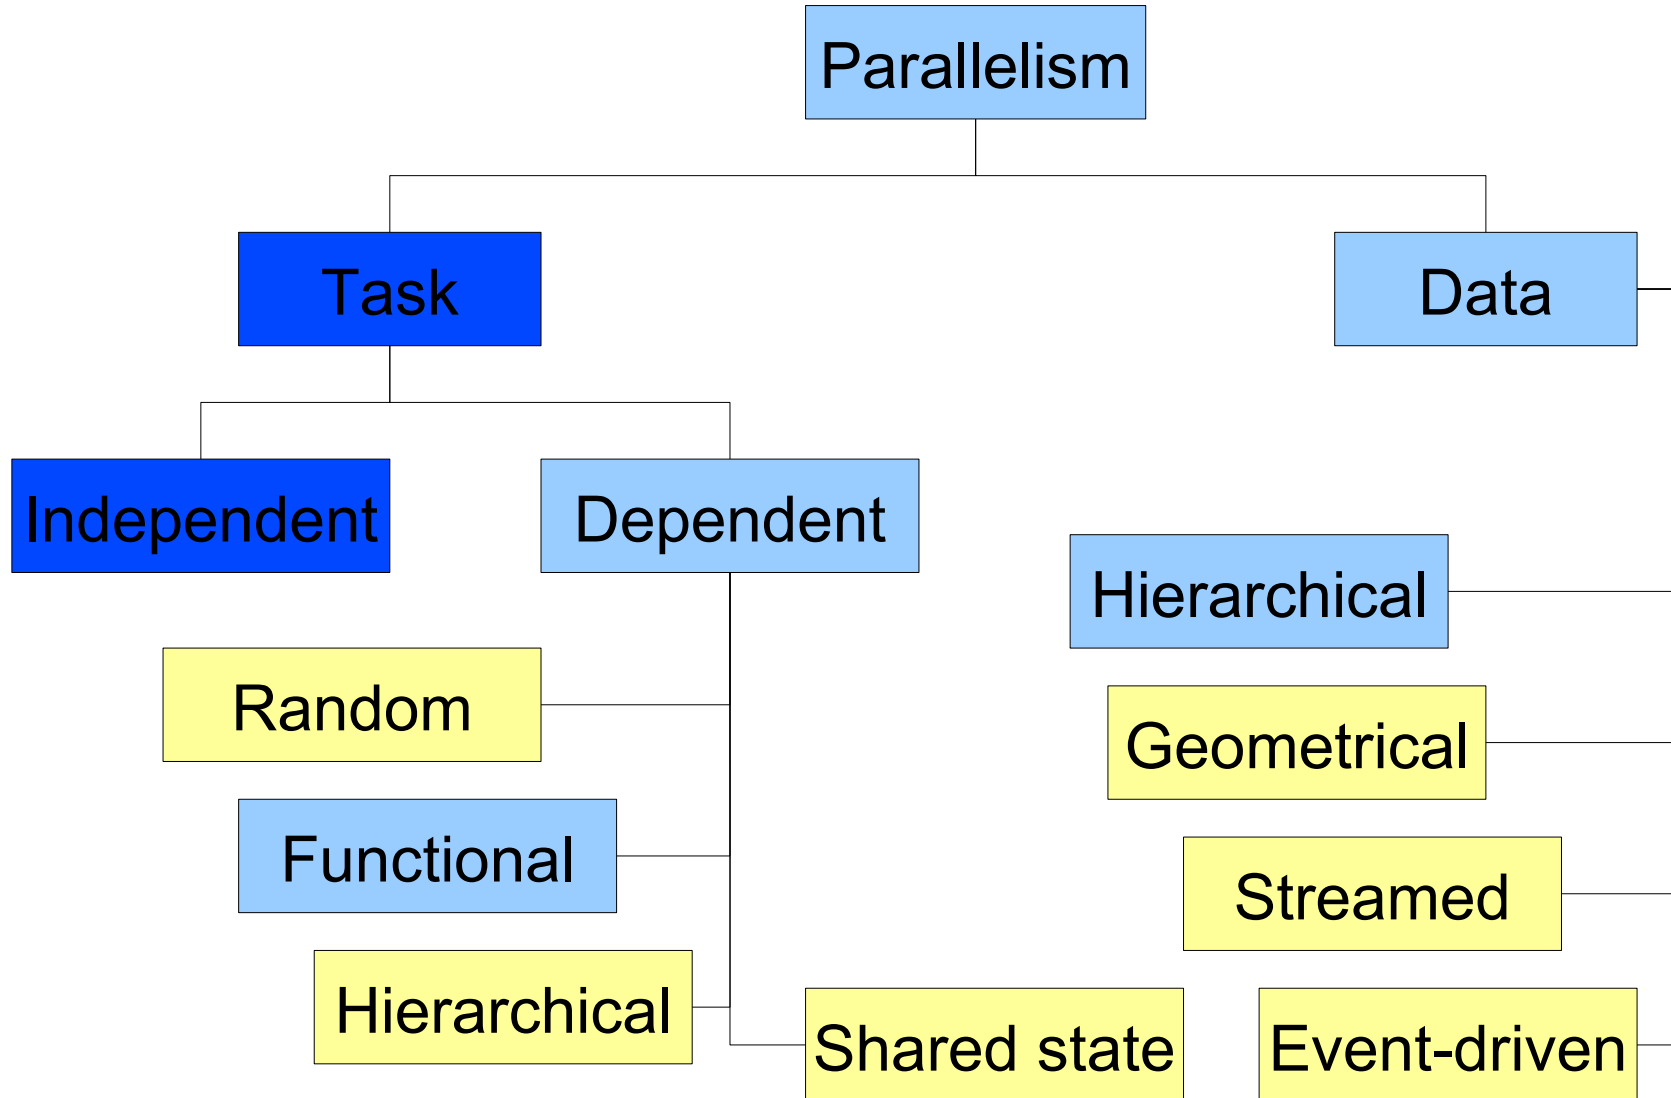 Parallelism
Task
Data
Independent
Dependent
Hierarchical
Random
Geometrical
Functional
Streamed
Hierarchical
Shared state
Event-driven